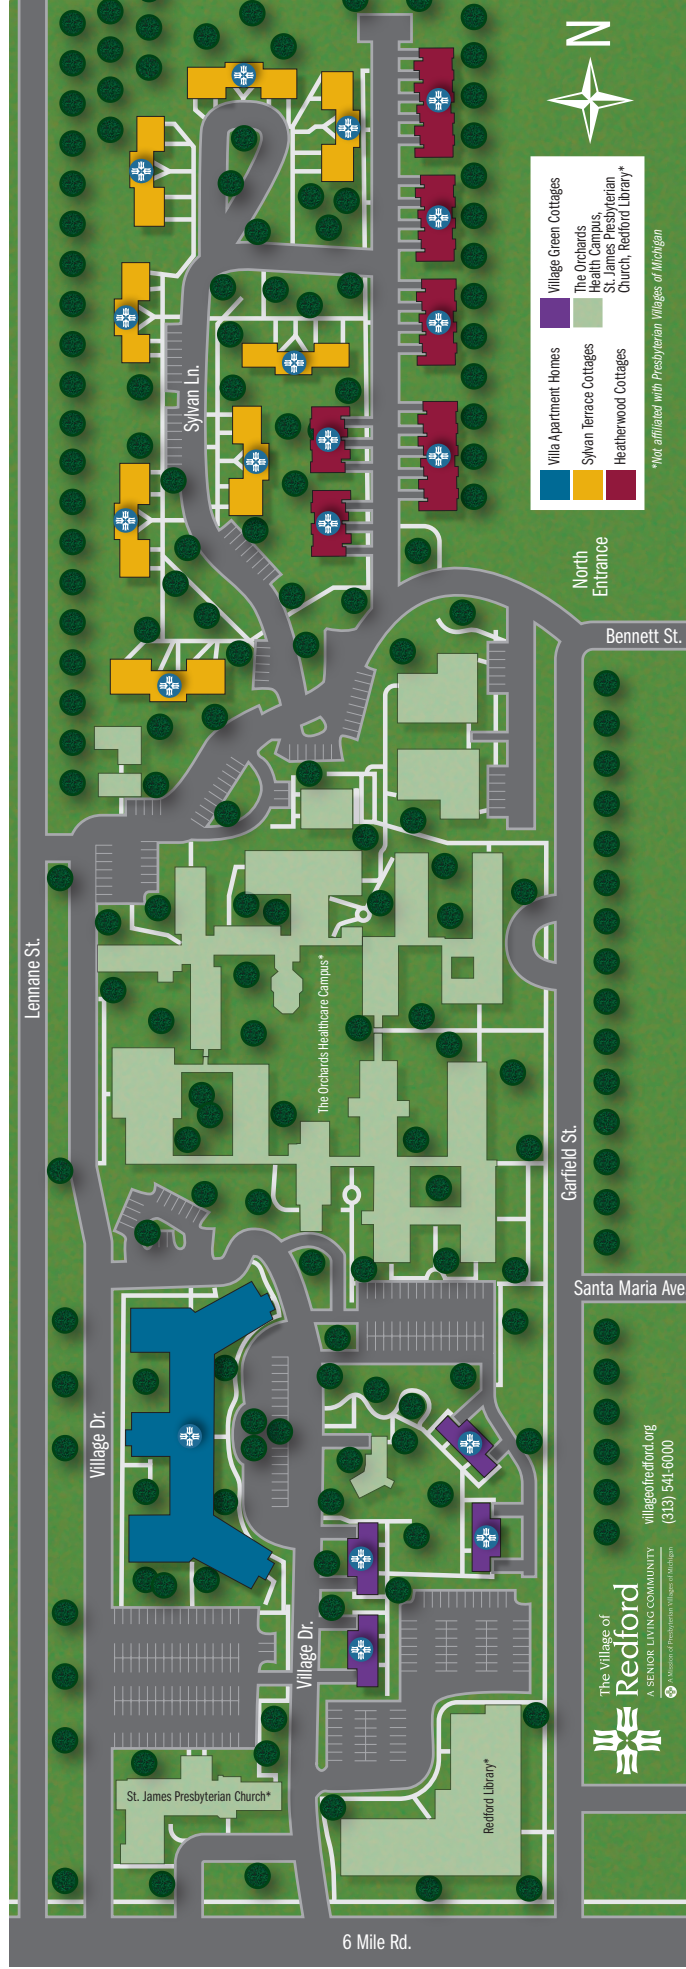 N
Village Green Cottages
The Orchards
Health Campus,
St. James Presbyterian
Church, Redford Library*
Villa Apartment Homes
Sylvan Terrace Cottages
Heatherwood Cottages
*Not affiliated with Presbyterian Villages of Michigan
Sylvan Ln.
North
Entrance
Bennett St.
Lennane St.
The Orchards Healthcare Campus*
Garfield St.
Santa Maria Ave
Village Dr.
villageofredford.org
(313) 541-6000
The Village of
Redford
A SENIOR LIVING COMMUNITY
A Mission of Presbyterian Villages of Michigan
Village Dr.
St. James Presbyterian Church*
Redford Library*
6 Mile Rd.